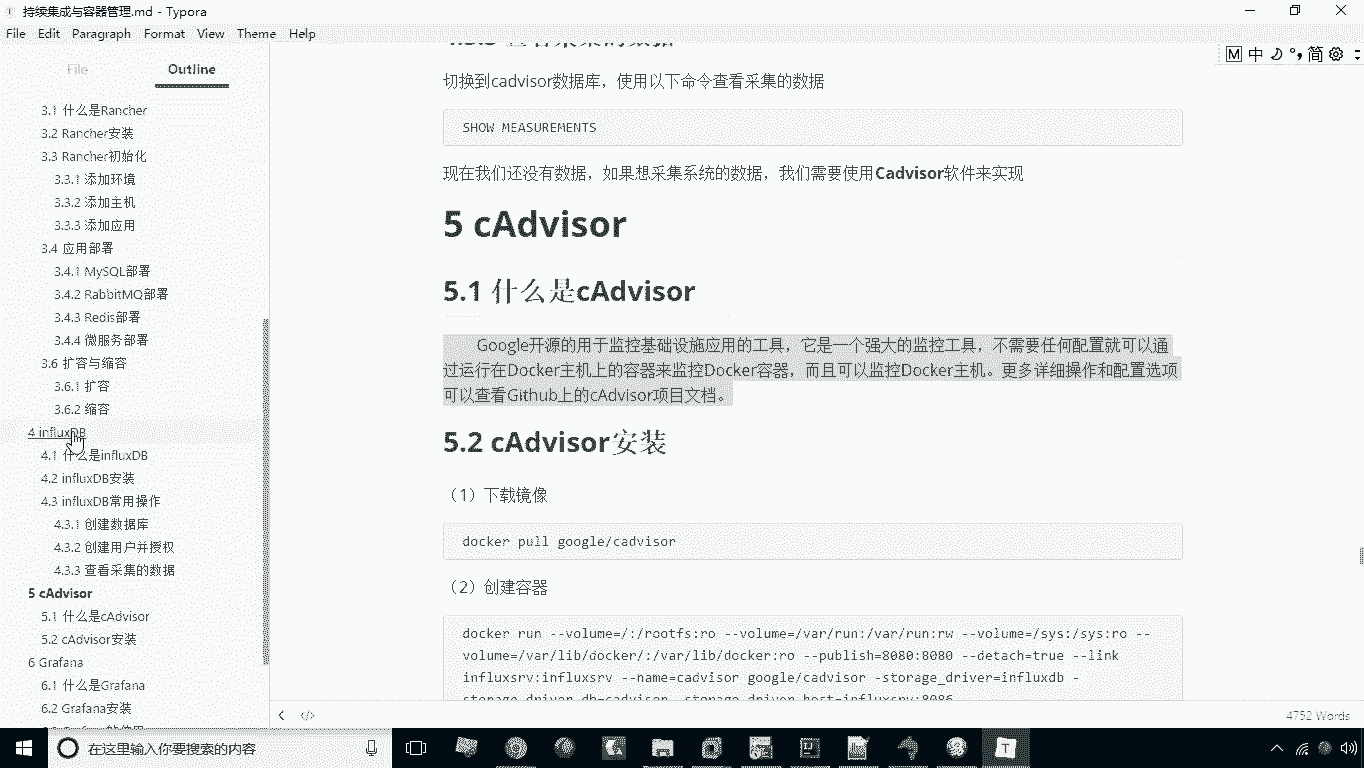 持续集成与容器管理.md - Typora
File Edit Paragraph Format View Theme Help
M 中 简
File Outline
3.1 什么是Rancher
3.2 Rancher安装
3.3 Rancher初始化
3.3.1 添加环境
3.3.2 添加主机
3.3.3 添加应用
3.4 应用部署
3.4.1 MySQL部署
3.4.2 RabbitMQ部署
3.4.3 Redis部署
3.4.4 微服务部署
3.6 扩容与缩容
3.6.1 扩容
3.6.2 缩容
4 influxDB
4.1 什么是influxDB
4.2 influxDB安装
4.3 influxDB常用操作
4.3.1 创建数据库
4.3.2 创建用户并授权
4.3.3 查看采集的数据
5 cAdvisor
5.1 什么是cAdvisor
5.2 cAdvisor安装
6 Grafana
6.1 什么是Grafana
6.2 Grafana安装
切换到cadvisor数据库，使用以下命令查看采集的数据
SHOW MEASUREMENTS
现在我们还没有数据，如果想采集系统的数据，我们需要使用Cadvisor软件来实现
5 cAdvisor
5.1 什么是cAdvisor
Google开源的用于监控基础设施应用的工具，它是一个强大的监控工具，不需要任何配置就可以通
过运行在Docker主机上的容器来监控Docker容器，而且可以监控Docker主机。更多详细操作和配置选项
可以查看Github上的cAdvisor项目文档。
5.2 cAdvisor安装
（1）下载镜像
docker pull google/cadvisor
（2）创建容器
docker run --volume=/:/rootfs:ro --volume=/var/run:/var/run:rw --volume=/sys:/sys:ro --
volume=/var/lib/docker/:/var/lib/docker:ro --publish=8080:8080 --detach=true --link
influxsrv:influxsrv --name=cadvisor google/cadvisor -storage_driver=influxdb -
storage_driver_db=cadvisor -storage_driver_host=influxsrv:8086
4752 Words
在这里输入你要搜索的内容